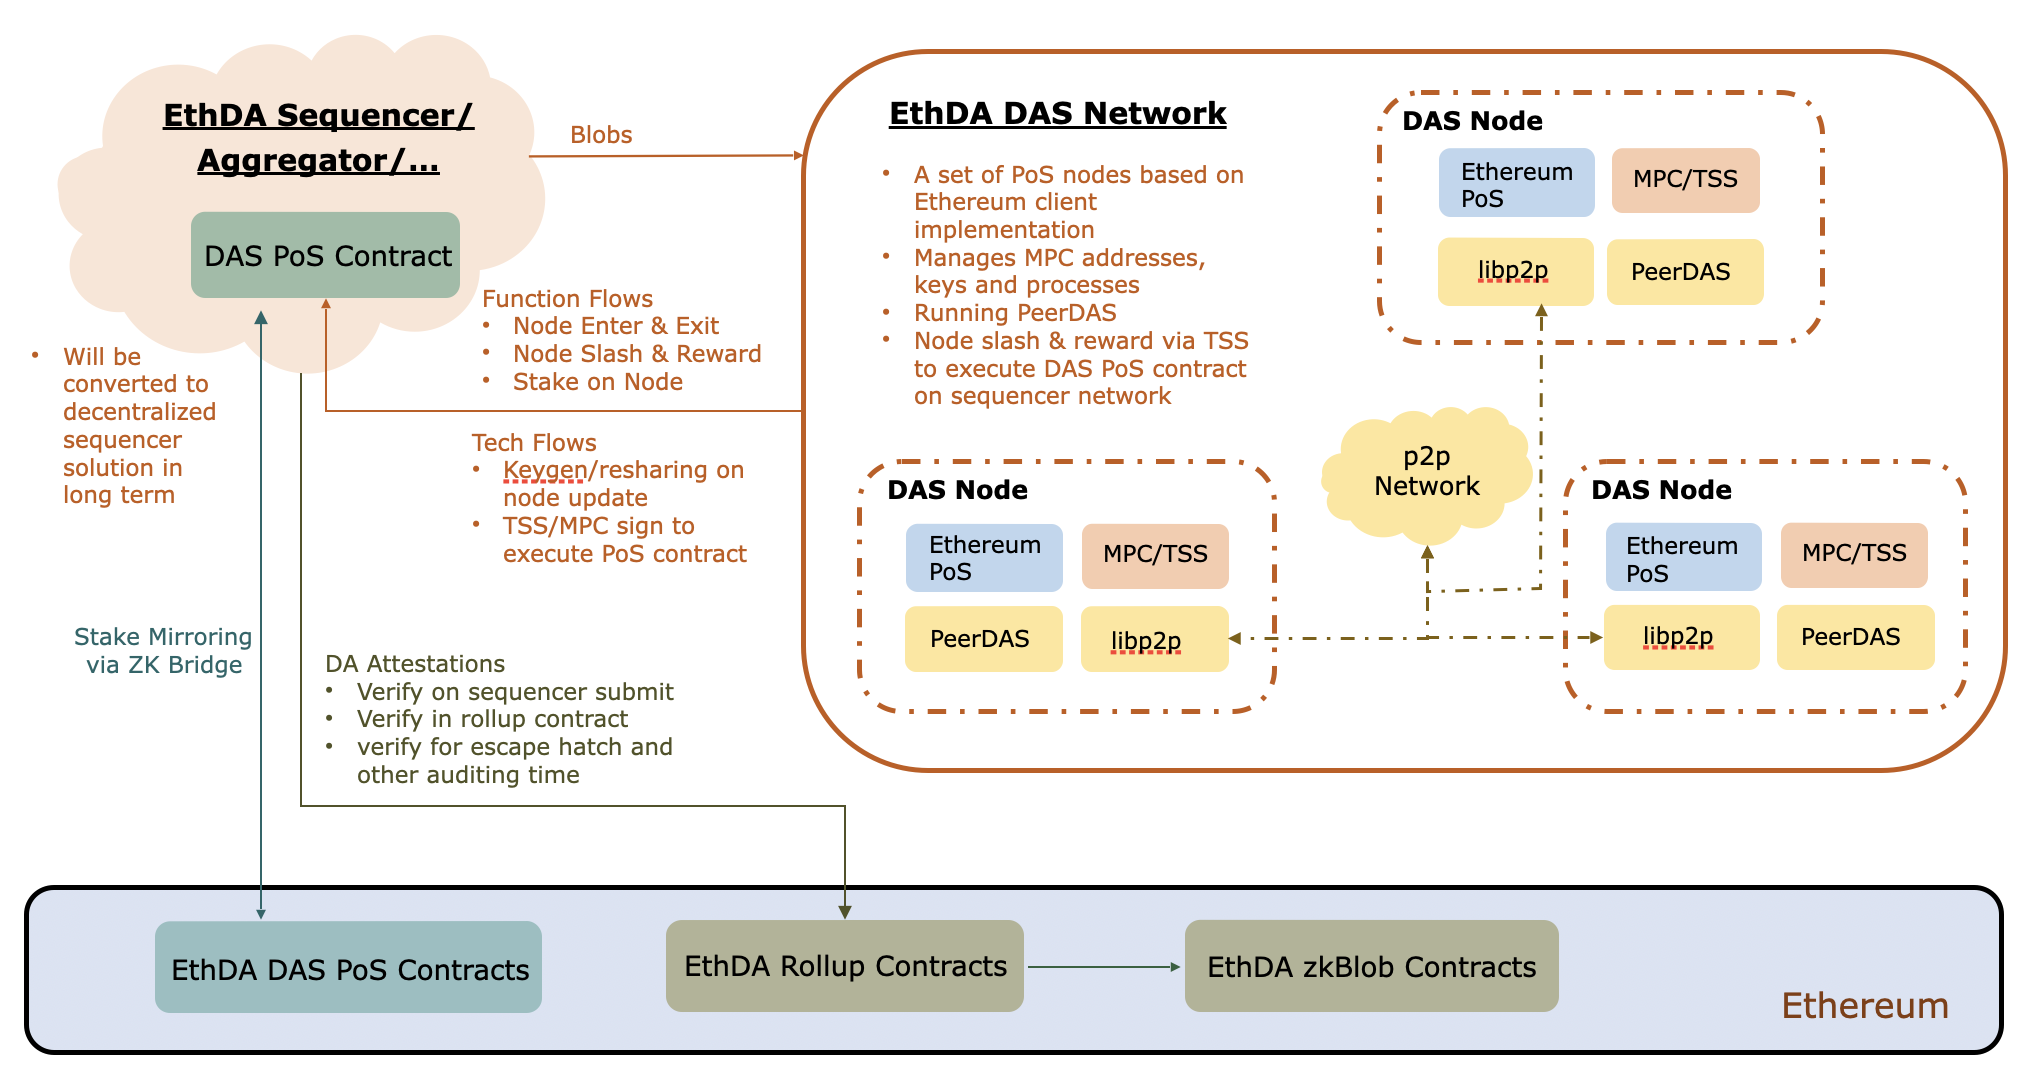 EthDA Sequencer/
Aggregator/...
DAS PoS Contract
Blobs
Function Flows
• Node Enter & Exit
• Node Slash & Reward
• Stake on Node
• Will be
converted to
decentralized
sequencer
solution in
long term
Tech Flows
• Keygen/resharing on
node update
• TSS/MPC sign to
execute PoS contract
Stake Mirroring
via ZK Bridge
DA Attestations
• Verify on sequencer submit
• Verify in rollup contract
• verify for escape hatch and
other auditing time
EthDA DAS Network
• A set of PoS nodes based on
Ethereum client
implementation
• Manages MPC addresses,
keys and processes
• Running PeerDAS
• Node slash & reward via TSS
to execute DAS PoS contract
on sequencer network
DAS Node
Ethereum
PoS
MPC/TSS
libp2p
PeerDAS
p2p
Network
DAS Node
Ethereum
PoS
MPC/TSS
PeerDAS
libp2p
DAS Node
Ethereum
PoS
MPC/TSS
libp2p
PeerDAS
EthDA DAS PoS Contracts
EthDA Rollup Contracts
EthDA zkBlob Contracts
Ethereum